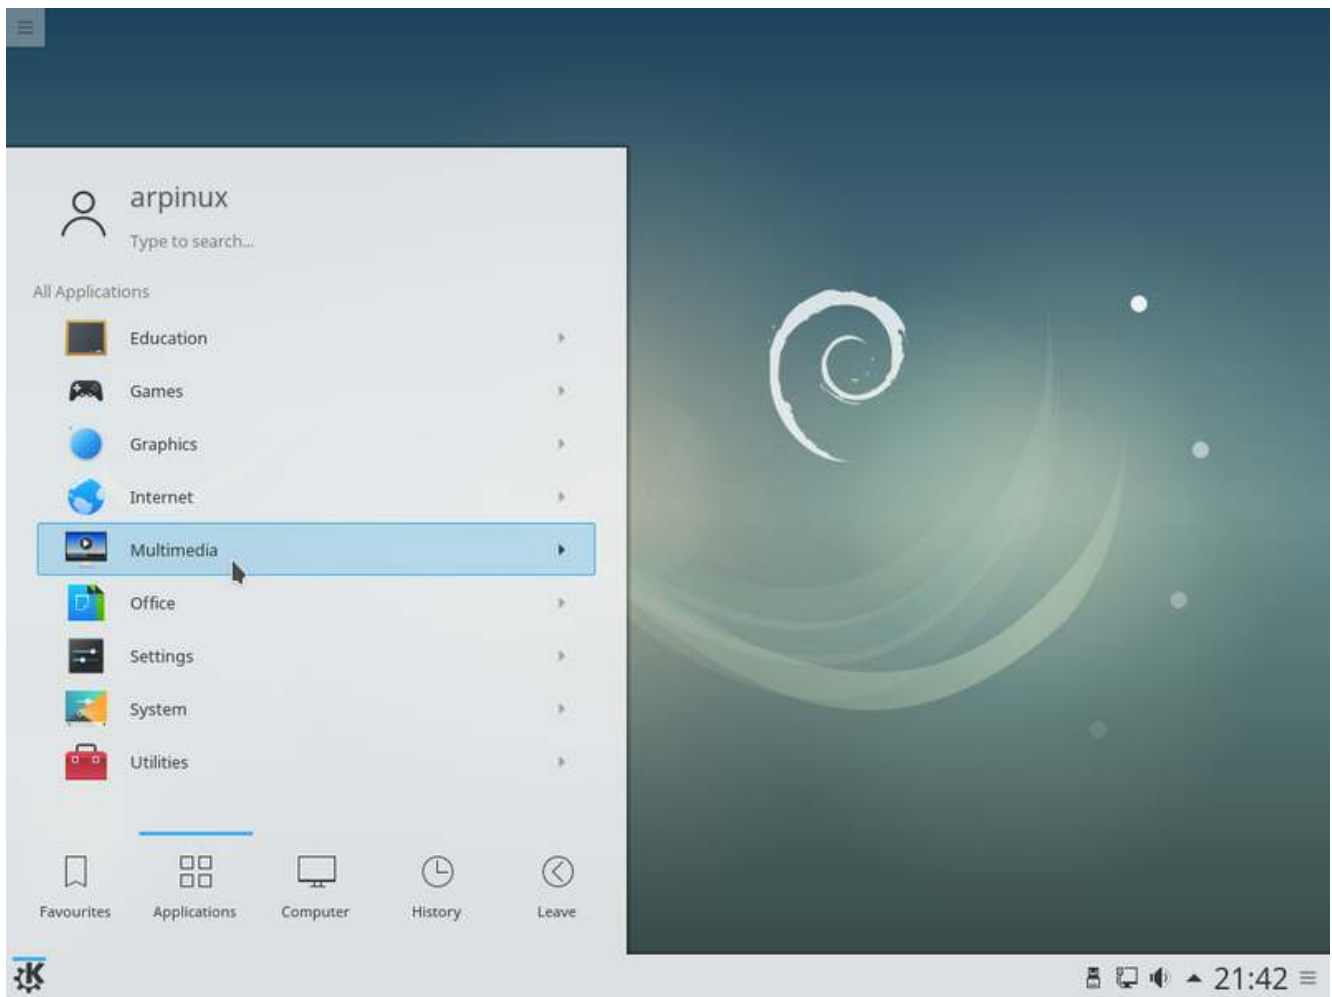 arpinux
Type to search...
All Applications
Education
Games
Graphics
Internet
Multimedia
Office
Settings
System
Utilities
Favourites Applications Computer History Leave
21:42